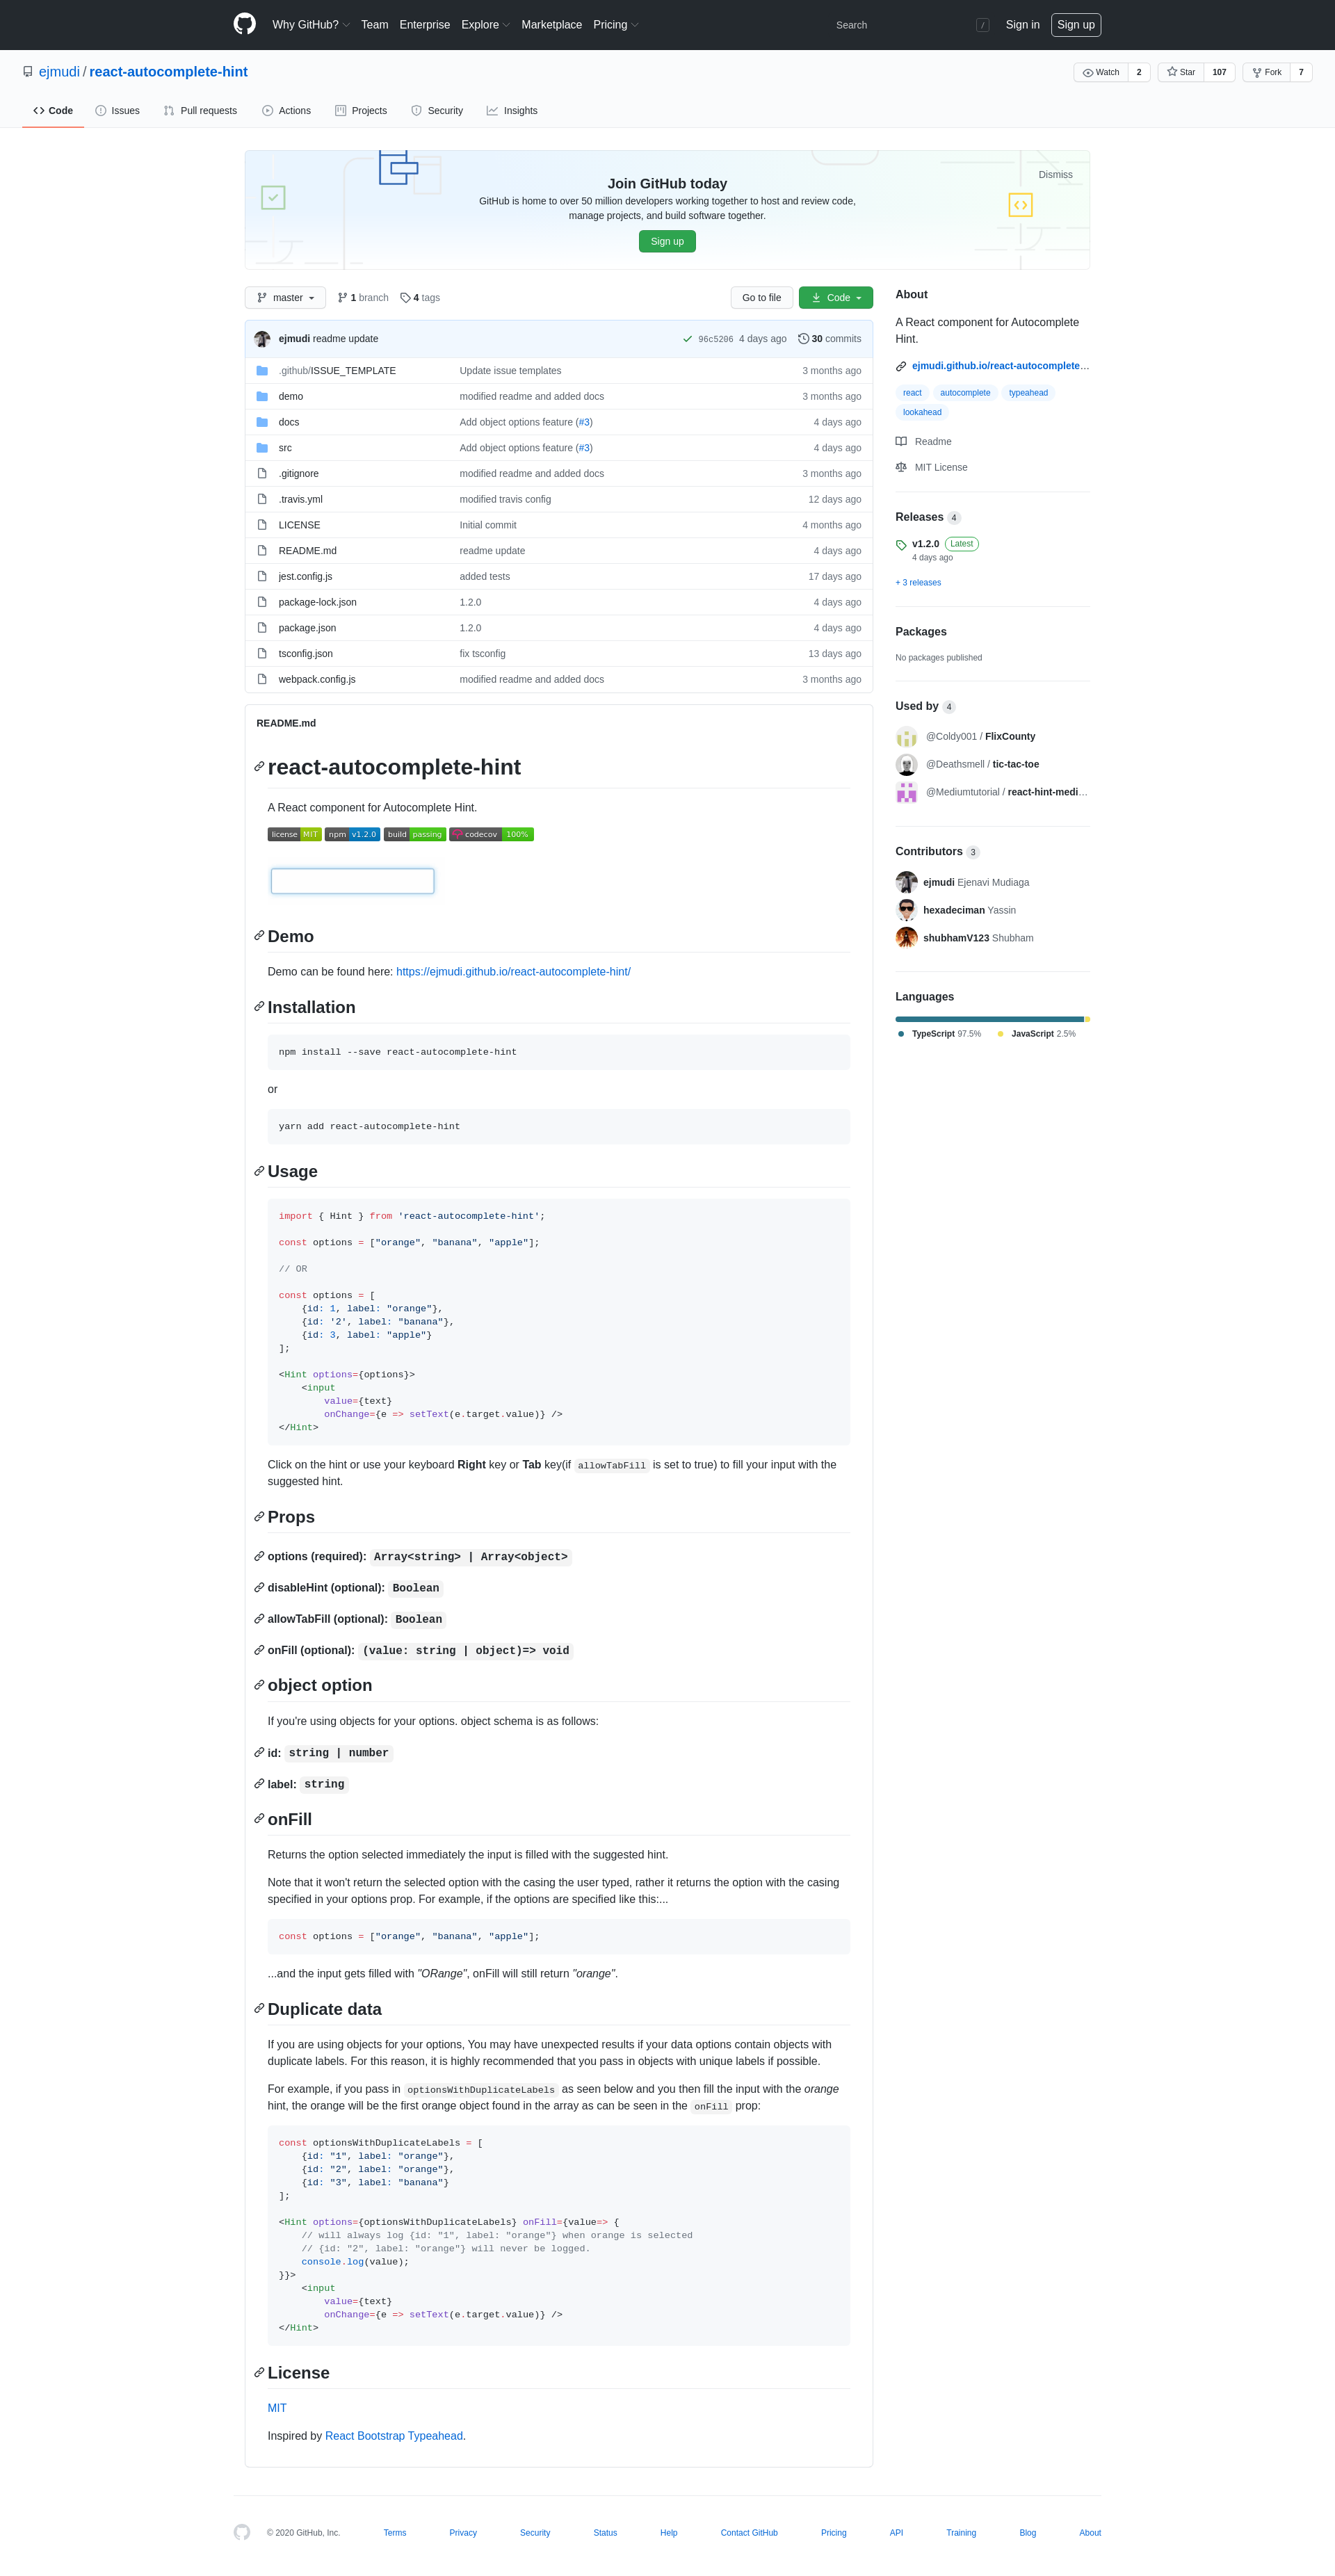 Why GitHub? Team Enterprise Explore Marketplace Pricing Search / Sign in Sign up
ejmudi / react-autocomplete-hint
Watch 2 Star 107 Fork 7
Code Issues Pull requests Actions Projects Security Insights
Join GitHub today
Dismiss
GitHub is home to over 50 million developers working together to host and review code,
manage projects, and build software together.
Sign up
master 1 branch 4 tags Go to file Code
ejmudi readme update 96c5206 4 days ago 30 commits
.github/ISSUE_TEMPLATE Update issue templates 3 months ago
demo modified readme and added docs 3 months ago
docs Add object options feature (#3) 4 days ago
src Add object options feature (#3) 4 days ago
.gitignore modified readme and added docs 3 months ago
.travis.yml modified travis config 12 days ago
LICENSE Initial commit 4 months ago
README.md readme update 4 days ago
jest.config.js added tests 17 days ago
package-lock.json 1.2.0 4 days ago
package.json 1.2.0 4 days ago
tsconfig.json fix tsconfig 13 days ago
webpack.config.js modified readme and added docs 3 months ago
README.md
react-autocomplete-hint
A React component for Autocomplete Hint.
license MIT npm v1.2.0 build passing codecov 100%
Demo
Demo can be found here: https://ejmudi.github.io/react-autocomplete-hint/
Installation
npm install --save react-autocomplete-hint
or
yarn add react-autocomplete-hint
Usage
import { Hint } from 'react-autocomplete-hint';
const options = ["orange", "banana", "apple"];
// OR
const options = [
{id: 1, label: "orange"},
{id: '2', label: "banana"},
{id: 3, label: "apple"}
];
<Hint options={options}>
<input
value={text}
onChange={e => setText(e.target.value)} />
</Hint>
Click on the hint or use your keyboard Right key or Tab key(if allowTabFill is set to true) to fill your input with the
suggested hint.
Props
options (required): Array<string> | Array<object>
disableHint (optional): Boolean
allowTabFill (optional): Boolean
onFill (optional): (value: string | object)=> void
object option
If you're using objects for your options. object schema is as follows:
id: string | number
label: string
onFill
Returns the option selected immediately the input is filled with the suggested hint.
Note that it won't return the selected option with the casing the user typed, rather it returns the option with the casing
specified in your options prop. For example, if the options are specified like this:...
const options = ["orange", "banana", "apple"];
...and the input gets filled with "ORange", onFill will still return "orange".
Duplicate data
If you are using objects for your options, You may have unexpected results if your data options contain objects with
duplicate labels. For this reason, it is highly recommended that you pass in objects with unique labels if possible.
For example, if you pass in optionsWithDuplicateLabels as seen below and you then fill the input with the orange
hint, the orange will be the first orange object found in the array as can be seen in the onFill prop:
const optionsWithDuplicateLabels = [
{id: "1", label: "orange"},
{id: "2", label: "orange"},
{id: "3", label: "banana"}
];
<Hint options={optionsWithDuplicateLabels} onFill={value=> {
// will always log {id: "1", label: "orange"} when orange is selected
// {id: "2", label: "orange"} will never be logged.
console.log(value);
}}>
<input
value={text}
onChange={e => setText(e.target.value)} />
</Hint>
License
MIT
Inspired by React Bootstrap Typeahead.
About
A React component for Autocomplete
Hint.
ejmudi.github.io/react-autocomplete...
react autocomplete typeahead
lookahead
Readme
MIT License
Releases 4
v1.2.0 Latest
4 days ago
+ 3 releases
Packages
No packages published
Used by 4
@Coldy001 / FlixCounty
@Deathsmell / tic-tac-toe
@Mediumtutorial / react-hint-medi...
Contributors 3
ejmudi Ejenavi Mudiaga
hexadeciman Yassin
shubhamV123 Shubham
Languages
TypeScript 97.5% JavaScript 2.5%
© 2020 GitHub, Inc. Terms Privacy Security Status Help Contact GitHub Pricing API Training Blog About